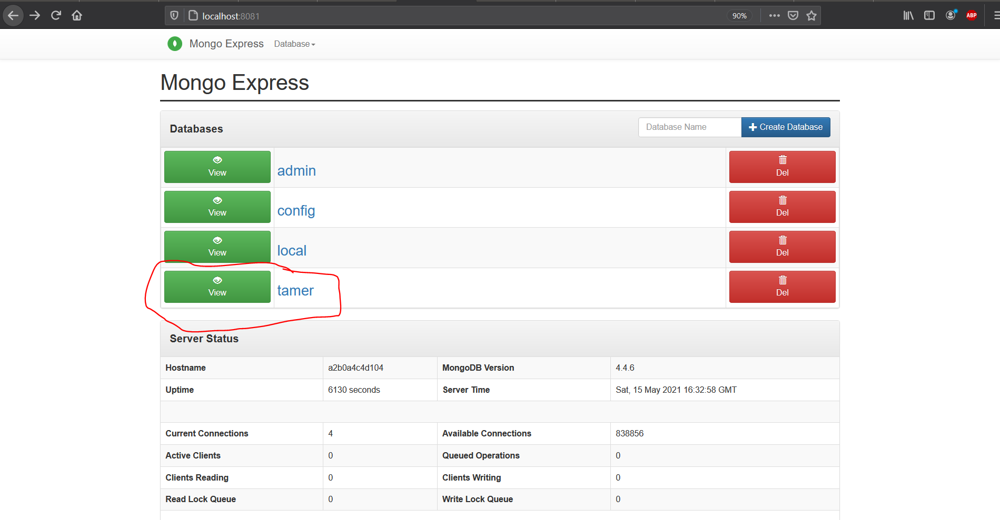 localhost:8081 90% ABP
Mongo Express Database
Mongo Express
Databases Database Name Create Database
View admin Del
View config Del
View local Del
View tamer Del
Server Status
Hostname a2b0a4c4d104 MongoDB Version 4.4.6
Uptime 6130 seconds Server Time Sat, 15 May 2021 16:32:58 GMT
Current Connections 4 Available Connections 838856
Active Clients 0 Queued Operations 0
Clients Reading 0 Clients Writing 0
Read Lock Queue 0 Write Lock Queue 0